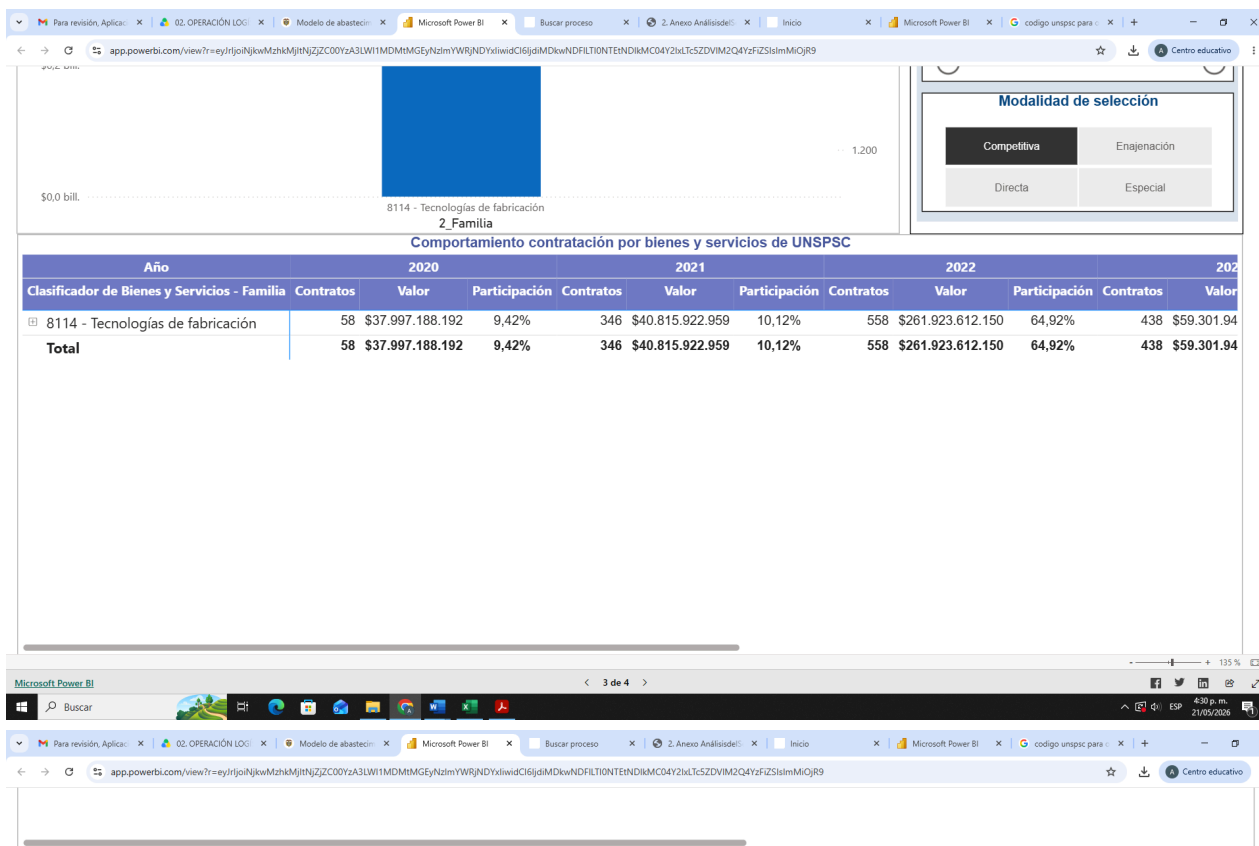 Para revisión, Aplicac
02. OPERACIÓN LOGÍ
Modelo de abastecim
Microsoft Power BI
Buscar proceso
2. Anexo AnálisisdelS
Inicio
Microsoft Power BI
codigo unspsc para c
Centro educativo
Modalidad de selección
Competitiva Enajenación
1.200
Directa Especial
$0,0 bill.
8114 - Tecnologías de fabricación
2_Familia
Comportamiento contratación por bienes y servicios de UNSPSC
Año 2020 2021 2022 202
Clasificador de Bienes y Servicios - Familia Contratos Valor Participación Contratos Valor Participación Contratos Valor Participación Contratos Valor
8114 - Tecnologías de fabricación 58 $37.997.188.192 9,42% 346 $40.815.922.959 10,12% 558 $261.923.612.150 64,92% 438 $59.301.94
Total 58 $37.997.188.192 9,42% 346 $40.815.922.959 10,12% 558 $261.923.612.150 64,92% 438 $59.301.94
- + 135 %
Microsoft Power BI < 3 de 4 >
Buscar ESP 4:30 p. m.
21/05/2026
Para revisión, Aplicac
02. OPERACIÓN LOGÍ
Modelo de abastecim
Microsoft Power BI
Buscar proceso
2. Anexo AnálisisdelS
Inicio
Microsoft Power BI
codigo unspsc para c
Centro educativo